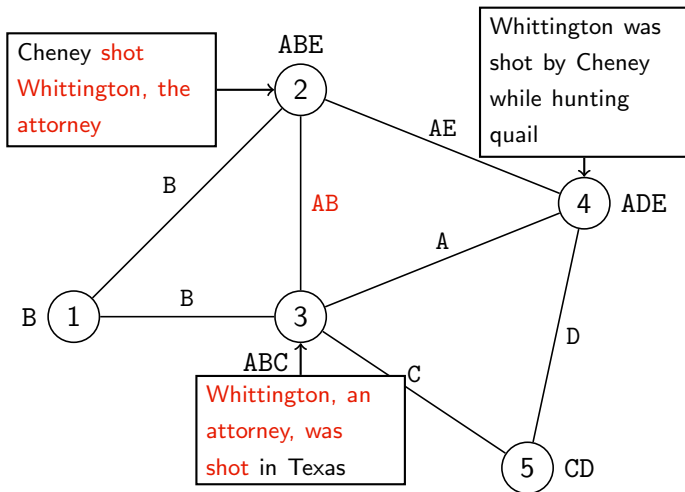 ABE
Whittington was
shot by Cheney
while hunting
quail
Cheney shot
Whittington, the
attorney
2
AE
B
AB
4
ADE
A
B
B
1
3
D
ABC
C
Whittington, an
attorney, was
shot in Texas
5
CD